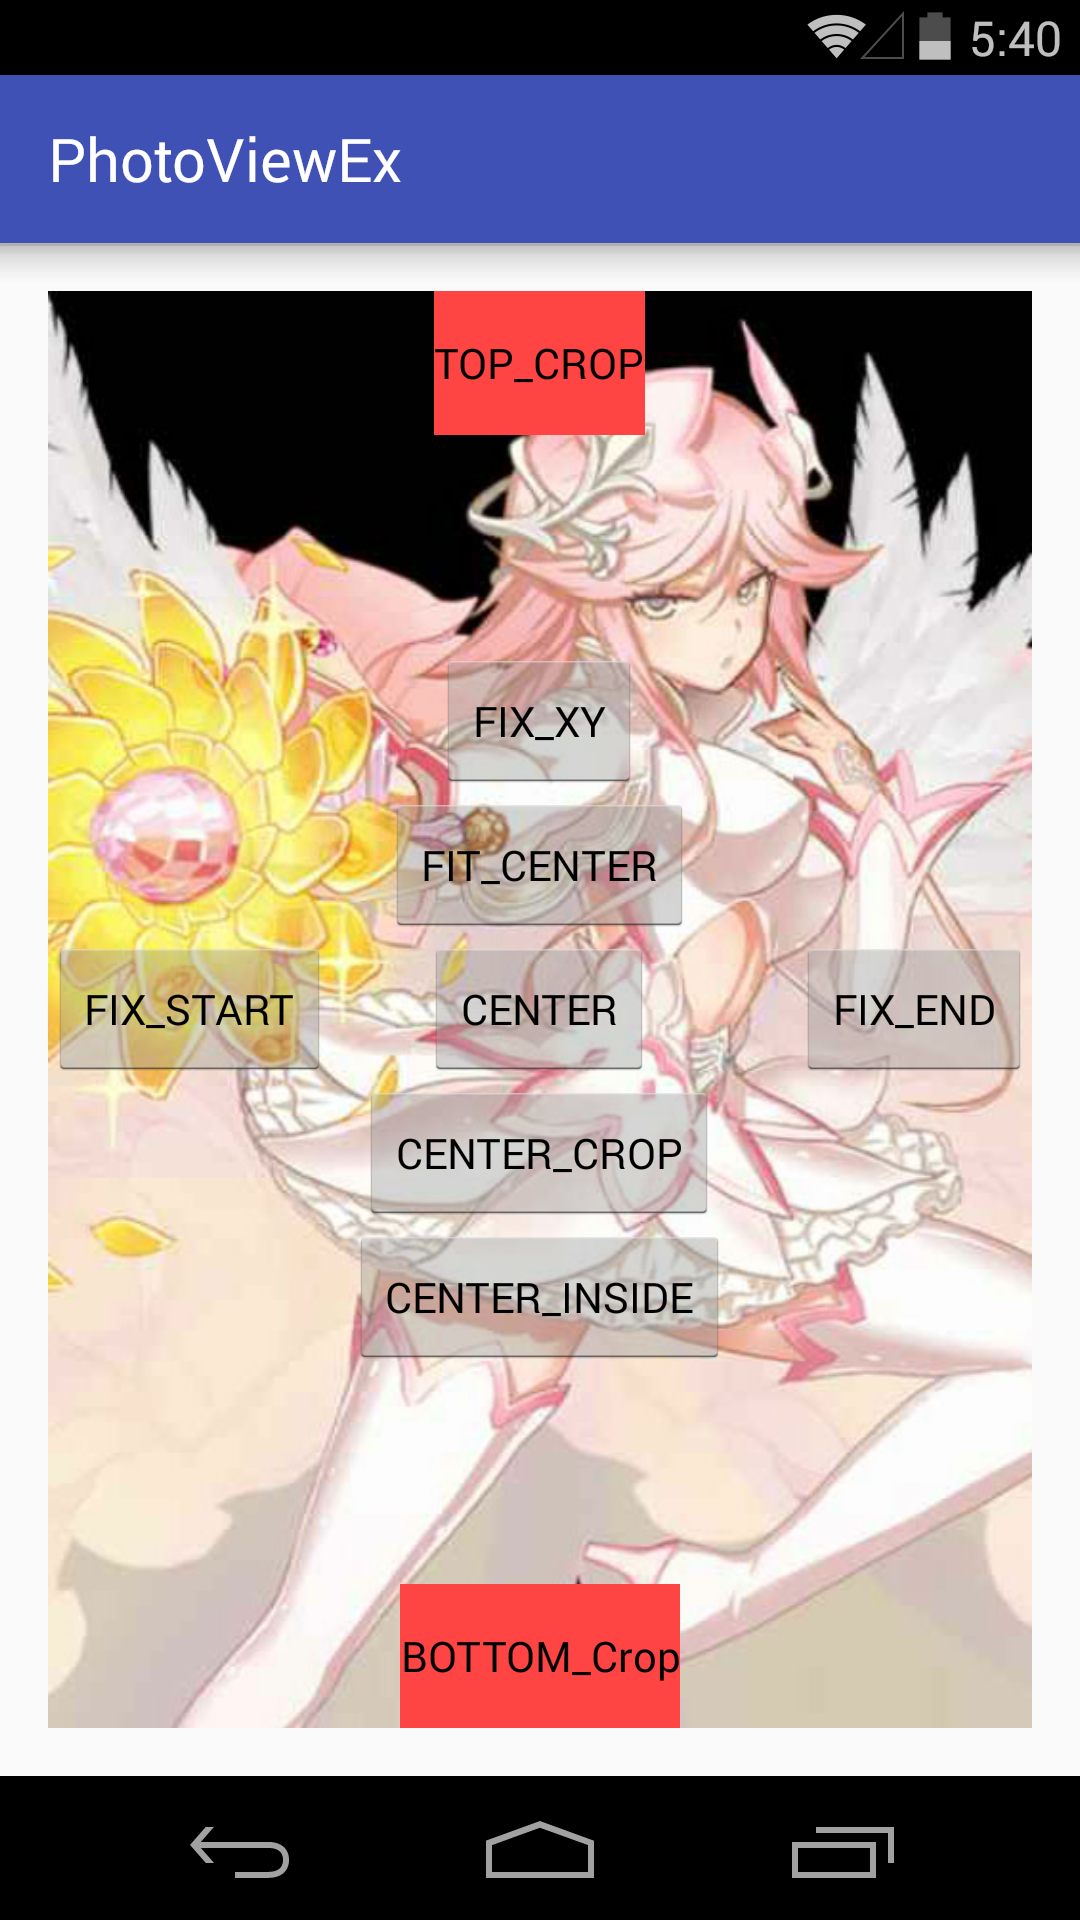 5:40
PhotoViewEx
TOP_CROP
FIX_XY
FIT_CENTER
FIX_START
CENTER
FIX_END
CENTER_CROP
CENTER_INSIDE
BOTTOM_Crop